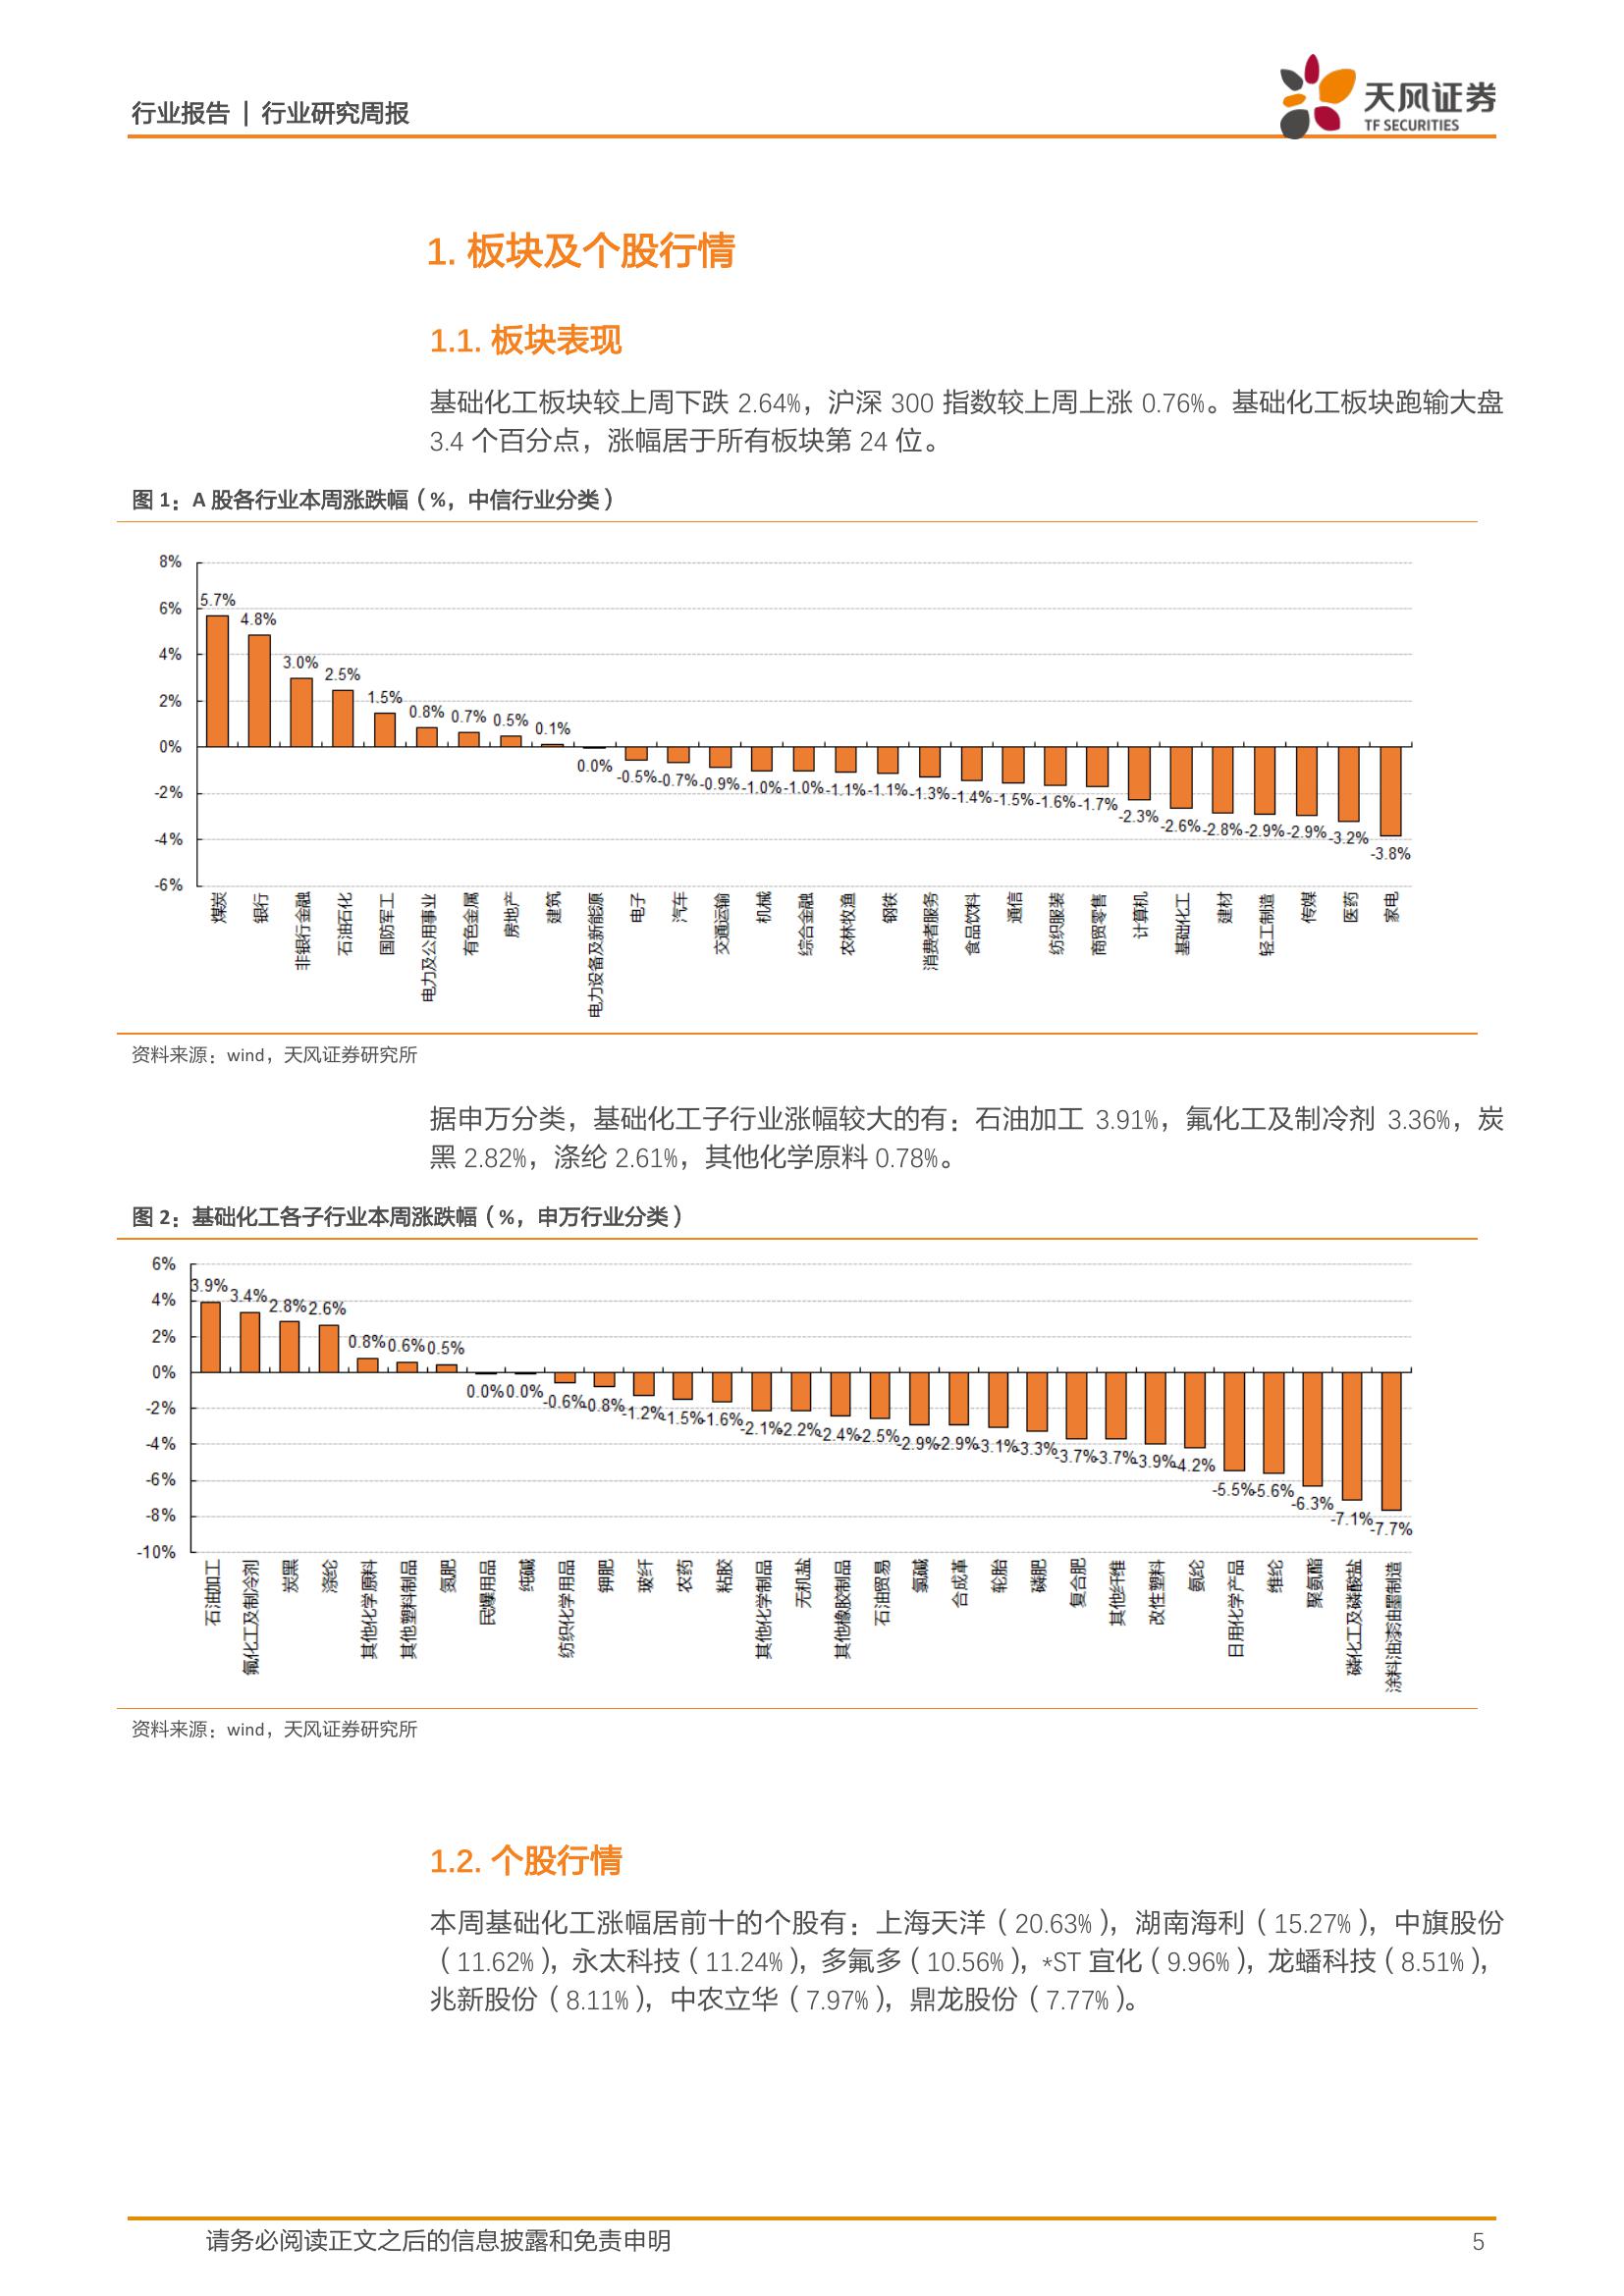 行业报告 | 行业研究周报
天风证券
TF SECURITIES
1. 板块及个股行情
1.1. 板块表现
基础化工板块较上周下跌 2.64%，沪深 300 指数较上周上涨 0.76%。基础化工板块跑输大盘
3.4 个百分点，涨幅居于所有板块第 24 位。
图 1：A 股各行业本周涨跌幅（%，中信行业分类）
8%
6%
4%
2%
0%
-2%
-4%
-6%
5.7% 4.8% 3.0% 2.5% 1.5% 0.8% 0.7% 0.5% 0.1% 0.0% -0.5% -0.7% -0.9% -1.0% -1.0% -1.1% -1.1% -1.3% -1.4% -1.5% -1.6% -1.7% -2.3% -2.6% -2.8% -2.9% -2.9% -3.2% -3.8%
煤炭 银行 非银行金融 石油石化 国防军工 电力及公用事业 有色金属 房地产 建筑 电力设备及新能源 电子 汽车 交通运输 机械 综合金融 农林牧渔 钢铁 消费者服务 食品饮料 通信 纺织服装 商贸零售 计算机 基础化工 建材 轻工制造 传媒 医药 家电
资料来源：wind，天风证券研究所
据申万分类，基础化工子行业涨幅较大的有：石油加工 3.91%，氟化工及制冷剂 3.36%，炭
黑 2.82%，涤纶 2.61%，其他化学原料 0.78%。
图 2：基础化工各子行业本周涨跌幅（%，申万行业分类）
6%
4%
2%
0%
-2%
-4%
-6%
-8%
-10%
3.9% 3.4% 2.8% 2.6% 0.8% 0.6% 0.5% 0.0% 0.0% -0.6% -0.8% -1.2% -1.5% -1.6% -2.1% -2.2% -2.4% -2.5% -2.9% -2.9% -3.1% -3.3% -3.7% -3.7% -3.9% -4.2% -5.5% -5.6% -6.3% -7.1% -7.7%
石油加工 氟化工及制冷剂 炭黑 涤纶 其他化学原料 其他塑料制品 氮肥 民爆用品 纯碱 纺织化学用品 钾肥 玻纤 农药 粘胶 其他化学制品 无机盐 其他橡胶制品 石油贸易 氯碱 合成革 轮胎 磷肥 复合肥 其他纤维 改性塑料 氨纶 日用化学产品 维纶 聚氨酯 磷化工及磷酸盐 涂料油漆油墨制造
资料来源：wind，天风证券研究所
1.2. 个股行情
本周基础化工涨幅居前十的个股有：上海天洋（20.63%），湖南海利（15.27%），中旗股份
（11.62%），永太科技（11.24%），多氟多（10.56%），*ST 宜化（9.96%），龙蟠科技（8.51%），
兆新股份（8.11%），中农立华（7.97%），鼎龙股份（7.77%）。
请务必阅读正文之后的信息披露和免责申明
5